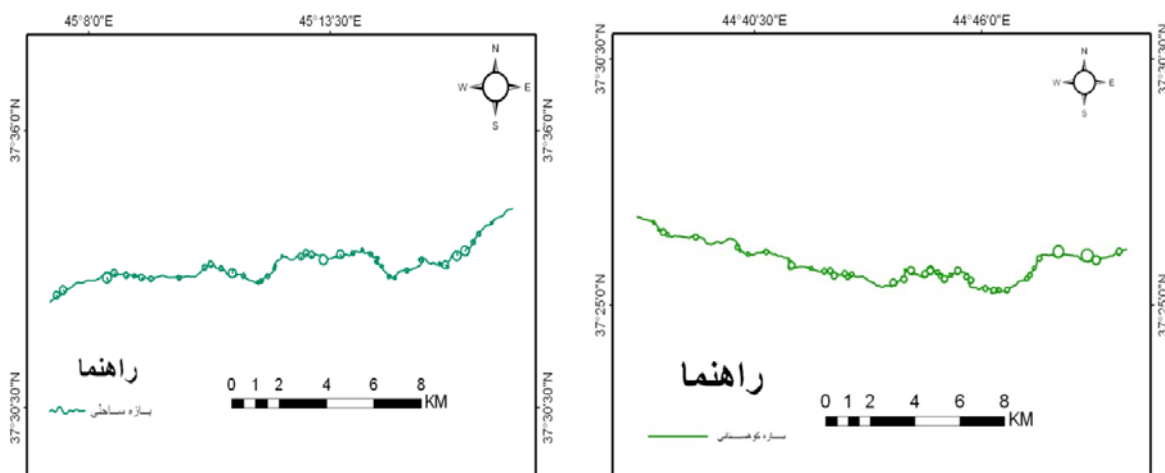 45°8'0"E
45°13'30"E
37°36'0"N
37°36'0"N
N
W
E
S
راهنما
بازه ساحلی
0 1 2 4 6 8
KM
37°30'30"N
37°30'30"N
44°40'30"E
44°46'0"E
37°30'30"N
37°30'30"N
N
W
E
S
37°25'0"N
37°25'0"N
راهنما
بازه کوهستانی
0 1 2 4 6 8
KM